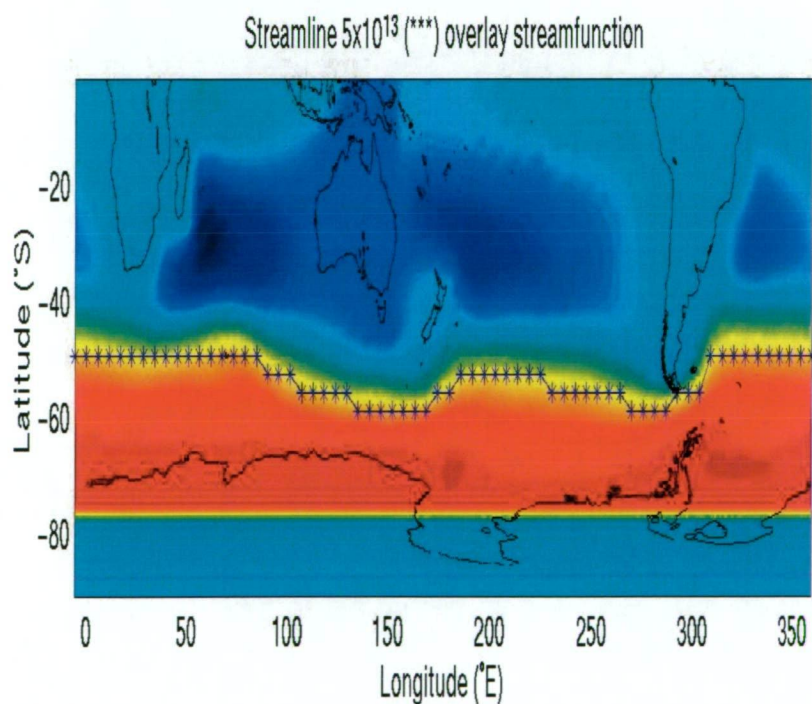 Streamline 5x10¹³ (***) overlay streamfunction
Latitude (°S)
−20
−40
−60
−80
0 50 100 150 200 250 300 350
Longitude (°E)